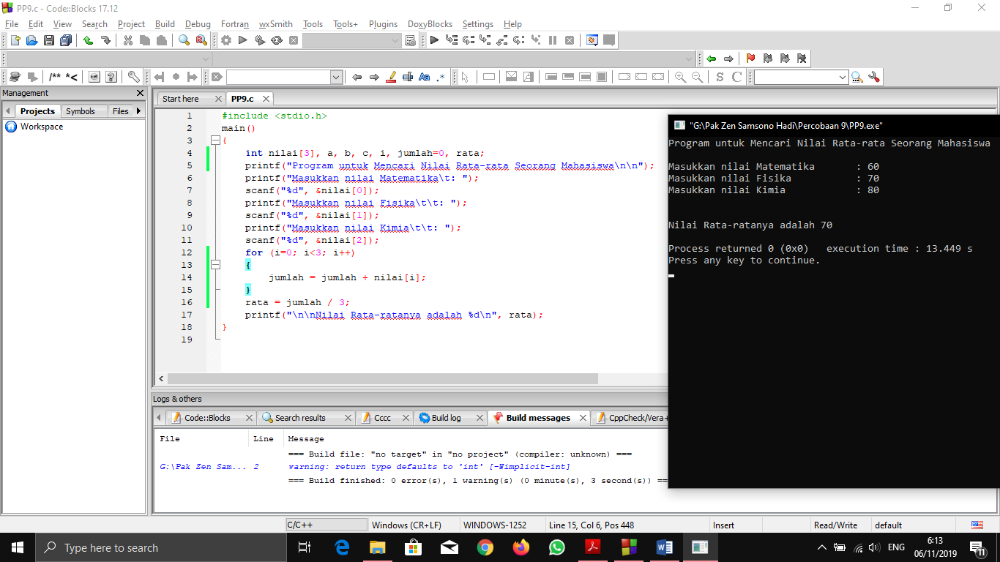 PP9.c - Code::Blocks 17.12
File Edit View Search Project Build Debug Fortran wxSmith Tools Tools+ Plugins DoxyBlocks Settings Help
/** *<
Aa .*
S C
Management
Projects Symbols Files
Workspace
Start here PP9.c
1 #include <stdio.h>
2 main()
3 {
4 int nilai[3], a, b, c, i, jumlah=0, rata;
5 printf("Program untuk Mencari Nilai Rata-rata Seorang Mahasiswa\n\n");
6 printf("Masukkan nilai Matematika\t: ");
7 scanf("%d", &nilai[0]);
8 printf("Masukkan nilai Fisika\t\t: ");
9 scanf("%d", &nilai[1]);
10 printf("Masukkan nilai Kimia\t\t: ");
11 scanf("%d", &nilai[2]);
12 for (i=0; i<3; i++)
13 {
14 jumlah = jumlah + nilai[i];
15 }
16 rata = jumlah / 3;
17 printf("\n\nNilai Rata-ratanya adalah %d\n", rata);
18 }
19
"G:\Pak Zen Samsono Hadi\Percobaan 9\PP9.exe"
Program untuk Mencari Nilai Rata-rata Seorang Mahasiswa
Masukkan nilai Matematika : 60
Masukkan nilai Fisika : 70
Masukkan nilai Kimia : 80
Nilai Rata-ratanya adalah 70
Process returned 0 (0x0) execution time : 13.449 s
Press any key to continue.
Logs & others
Code::Blocks Search results Cccc Build log Build messages CppCheck/Vera+
File Line Message
=== Build file: "no target" in "no project" (compiler: unknown) ===
G:\Pak Zen Sam... 2 warning: return type defaults to 'int' [-Wimplicit-int]
=== Build finished: 0 error(s), 1 warning(s) (0 minute(s), 3 second(s)) ==
C/C++ Windows (CR+LF) WINDOWS-1252 Line 15, Col 6, Pos 448 Insert Read/Write default
Type here to search
ENG
6:13
06/11/2019
11